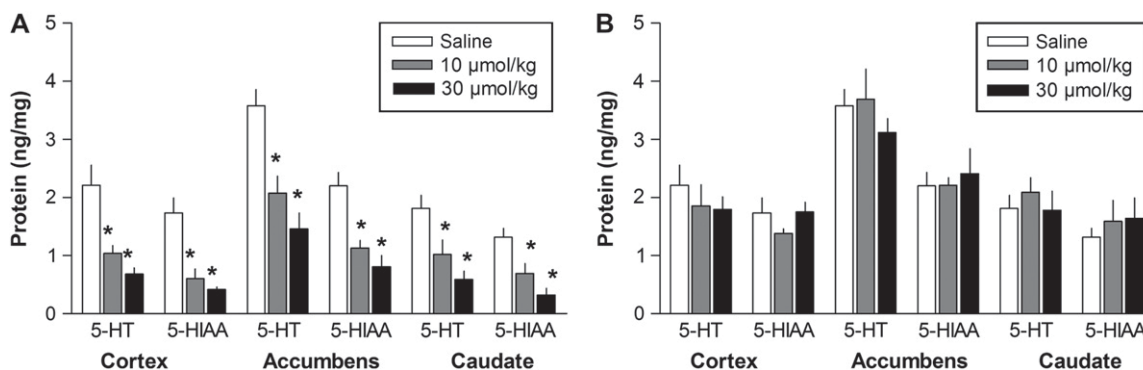 A
Protein (ng/mg)
5
4
3
2
1
0
Saline
10 µmol/kg
30 µmol/kg
* * * * * * * * * * * *
5-HT 5-HIAA 5-HT 5-HIAA 5-HT 5-HIAA
Cortex Accumbens Caudate
B
Protein (ng/mg)
5
4
3
2
1
0
Saline
10 µmol/kg
30 µmol/kg
5-HT 5-HIAA 5-HT 5-HIAA 5-HT 5-HIAA
Cortex Accumbens Caudate